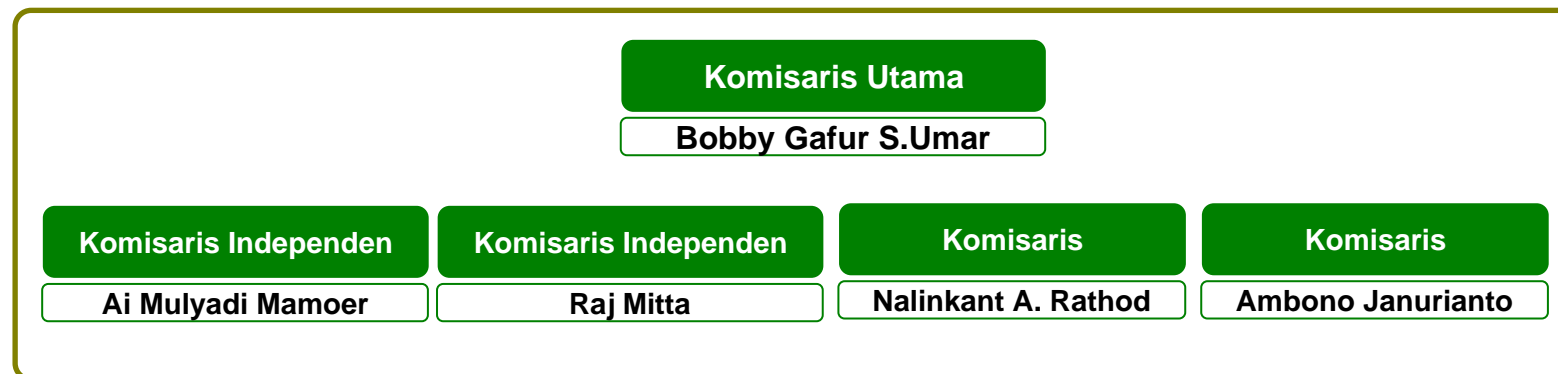 Komisaris Utama
Bobby Gafur S.Umar
Komisaris Independen
Ai Mulyadi Mamoer
Komisaris Independen
Raj Mitta
Komisaris
Nalinkant A. Rathod
Komisaris
Ambono Janurianto